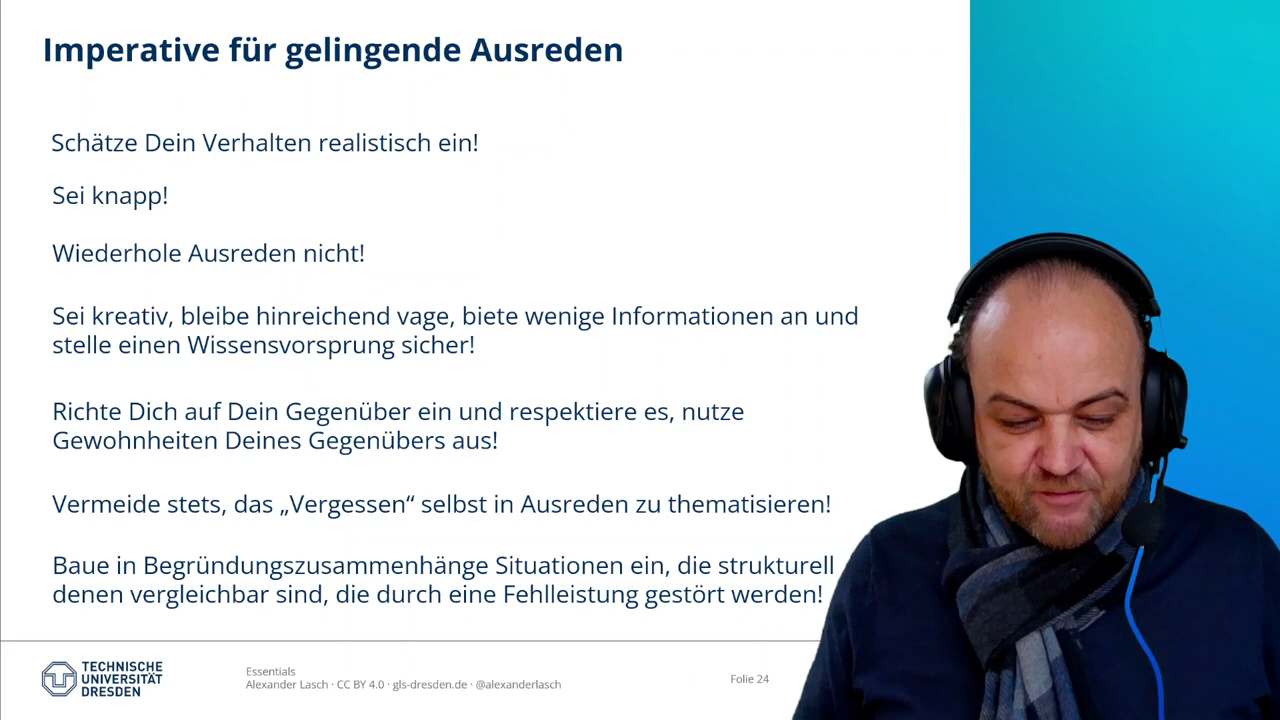 Imperative für gelingende Ausreden
Schätze Dein Verhalten realistisch ein!
Sei knapp!
Wiederhole Ausreden nicht!
Sei kreativ, bleibe hinreichend vage, biete wenige Informationen an und
stelle einen Wissensvorsprung sicher!
Richte Dich auf Dein Gegenüber ein und respektiere es, nutze
Gewohnheiten Deines Gegenübers aus!
Vermeide stets, das „Vergessen“ selbst in Ausreden zu thematisieren!
Baue in Begründungszusammenhänge Situationen ein, die strukturell
denen vergleichbar sind, die durch eine Fehlleistung gestört werden!
TECHNISCHE
UNIVERSITÄT
DRESDEN
Essentials
Alexander Lasch · CC BY 4.0 · gls-dresden.de · @alexanderlasch
Folie 24